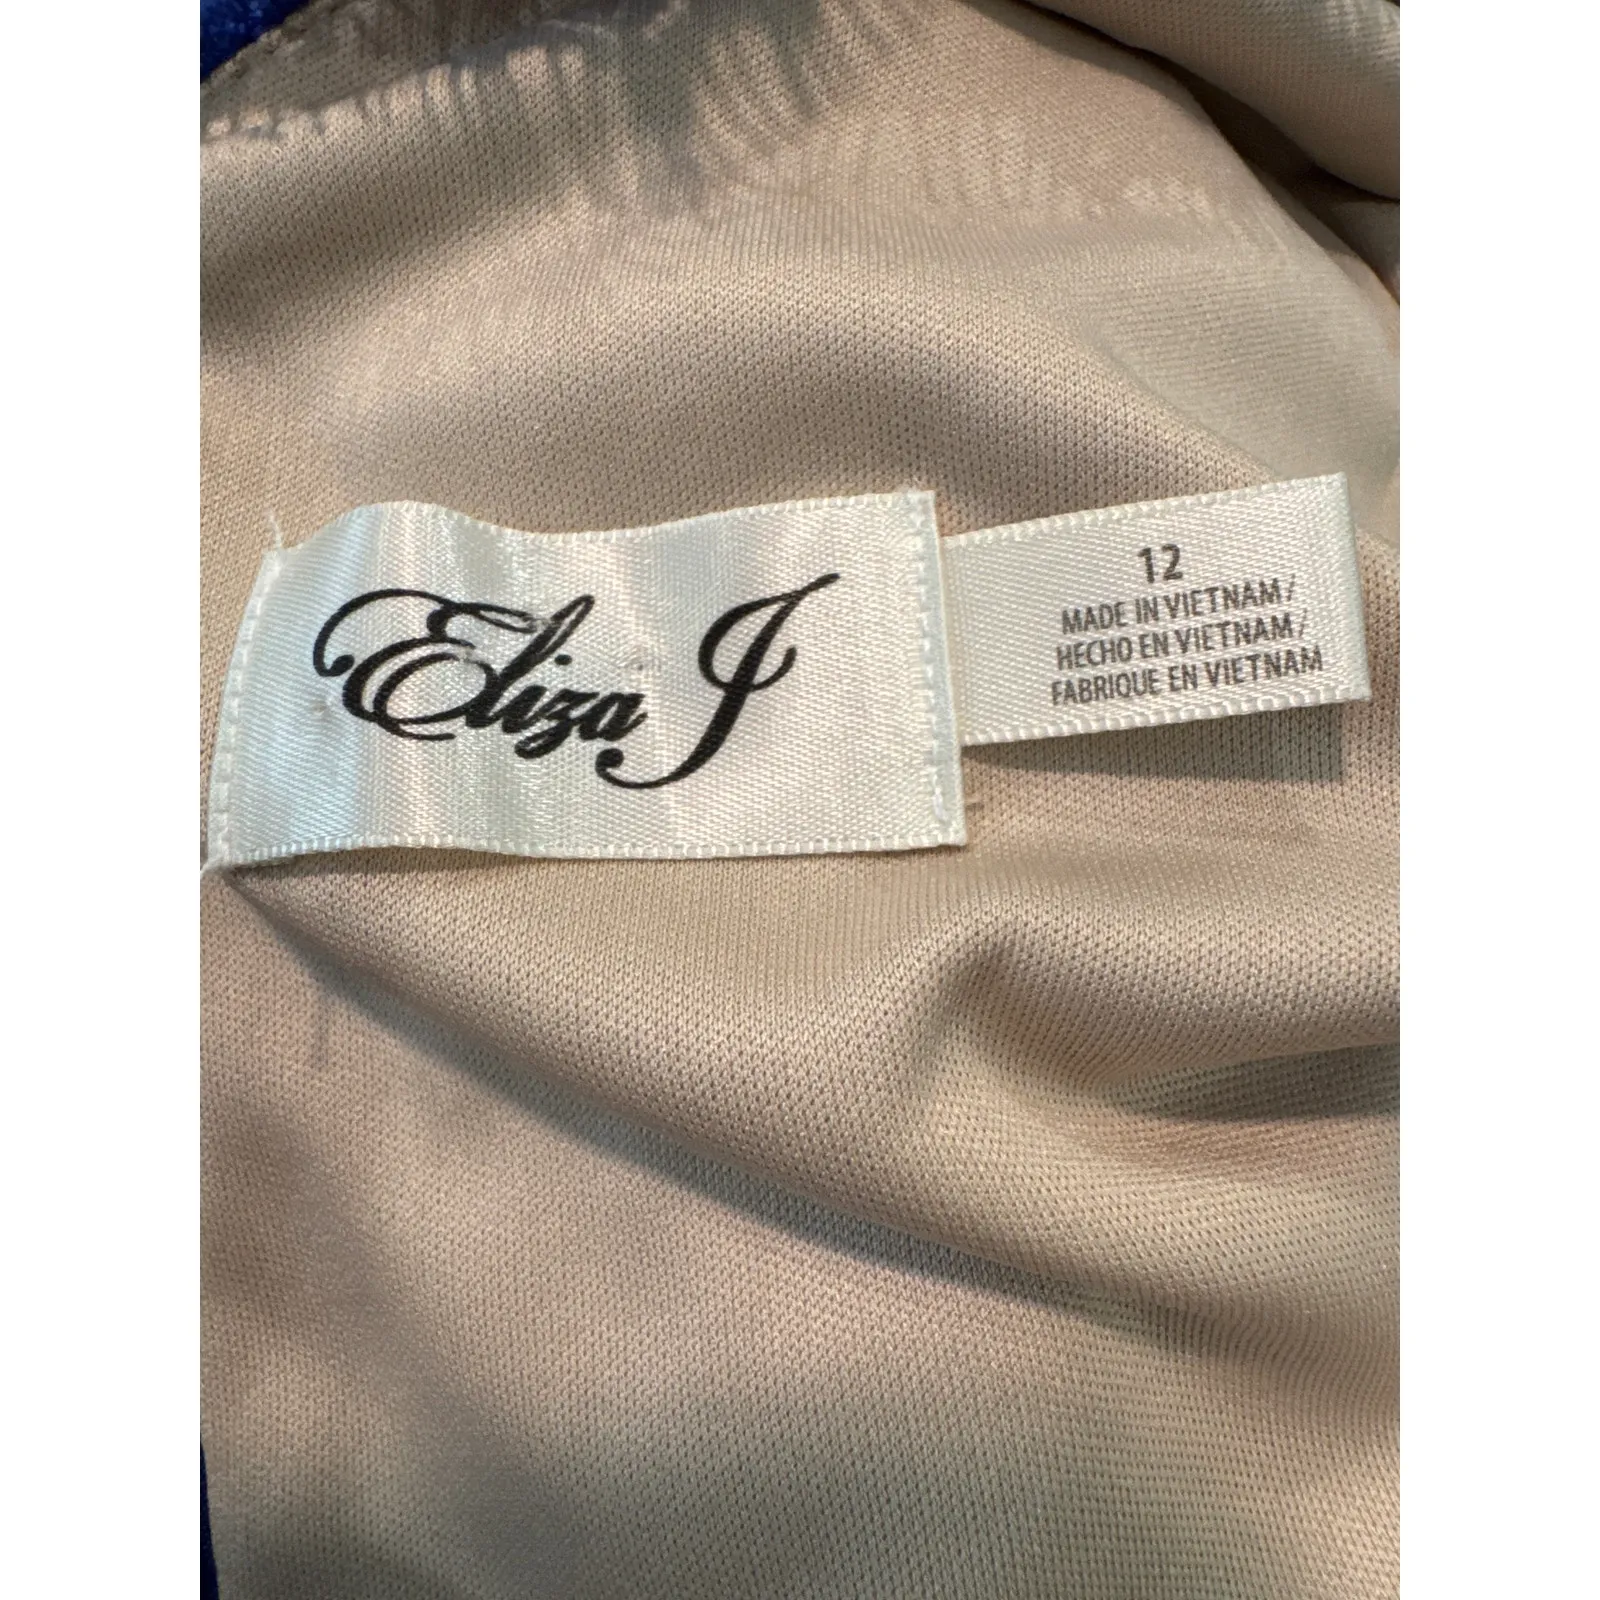 Eliza J
12
MADE IN VIETNAM/
HECHO EN VIETNAM/
FABRIQUE EN VIETNAM